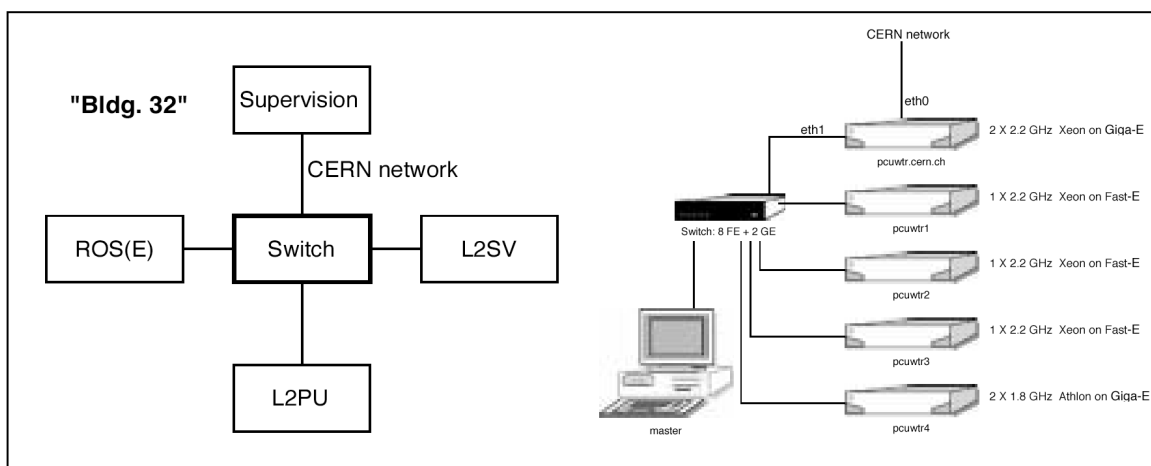 "Bldg. 32"
Supervision
CERN network
ROS(E)
Switch
L2SV
L2PU
CERN network
eth0
eth1
2 X 2.2 GHz Xeon on Giga-E
pcuwtr.cern.ch
1 X 2.2 GHz Xeon on Fast-E
pcuwtr1
Switch: 8 FE + 2 GE
1 X 2.2 GHz Xeon on Fast-E
pcuwtr2
1 X 2.2 GHz Xeon on Fast-E
pcuwtr3
2 X 1.8 GHz Athlon on Giga-E
master
pcuwtr4